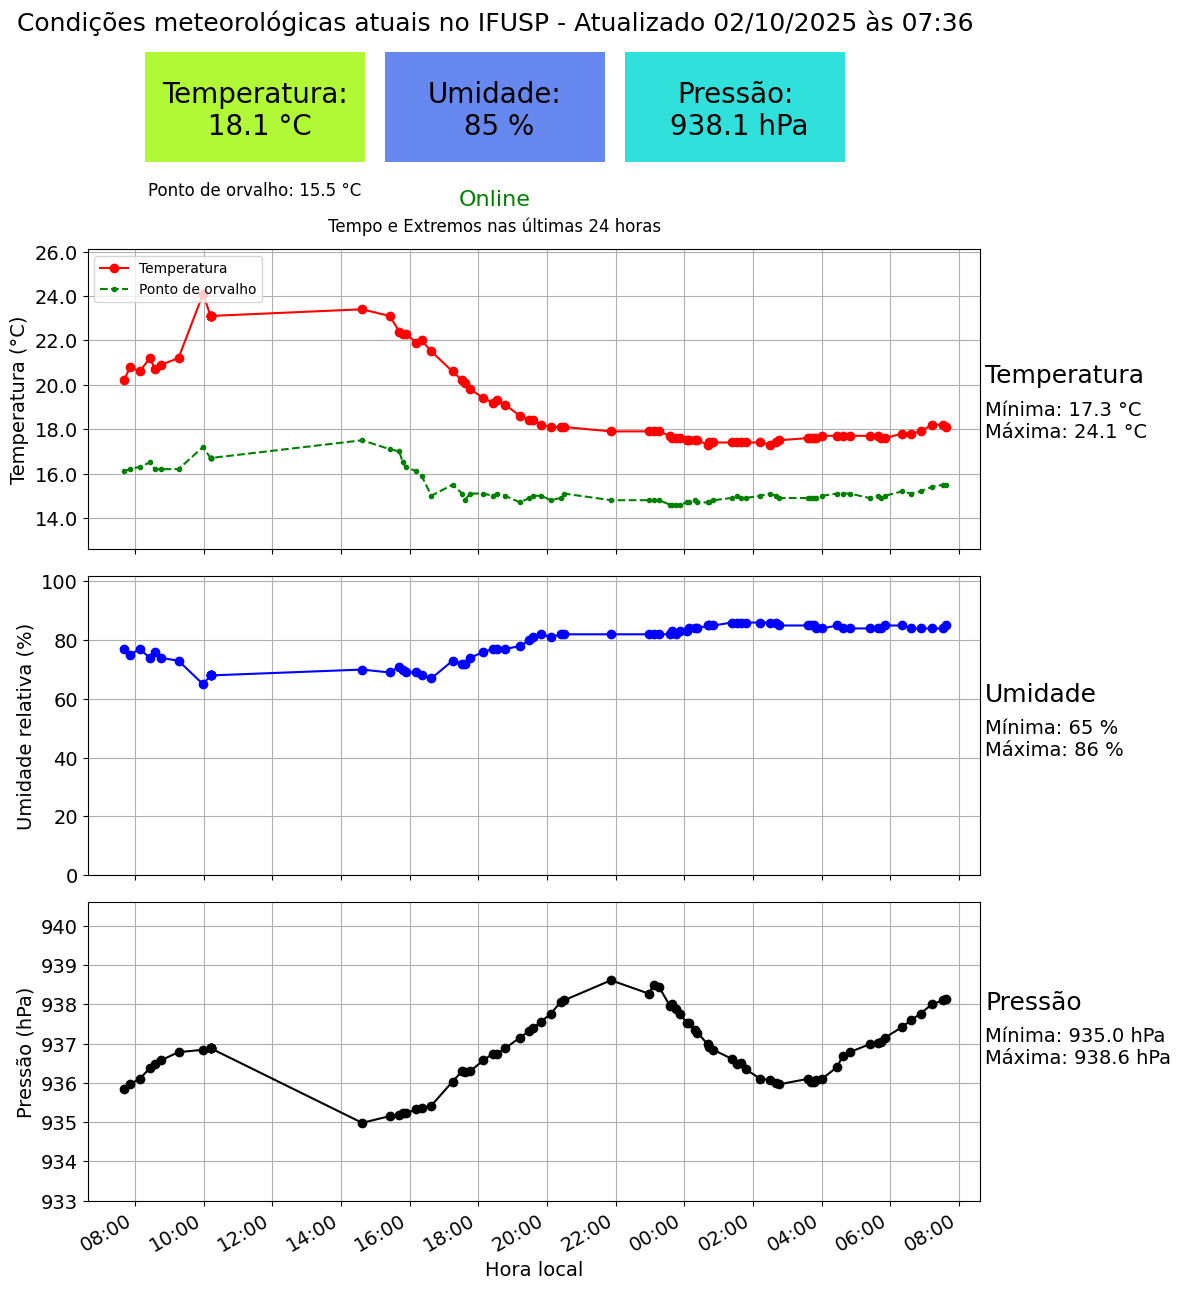 Condições meteorológicas atuais no IFUSP - Atualizado 02/10/2025 às 07:36
Temperatura:
18.1 °C
Umidade:
85 %
Pressão:
938.1 hPa
Ponto de orvalho: 15.5 °C
Online
Tempo e Extremos nas últimas 24 horas
26.0
24.0
22.0
20.0
18.0
16.0
14.0
Temperatura (°C)
Temperatura
Ponto de orvalho
Temperatura
Mínima: 17.3 °C
Máxima: 24.1 °C
100
80
60
40
20
0
Umidade relativa (%)
Umidade
Mínima: 65 %
Máxima: 86 %
940
939
938
937
936
935
934
933
Pressão (hPa)
Pressão
Mínima: 935.0 hPa
Máxima: 938.6 hPa
08:00 10:00 12:00 14:00 16:00 18:00 20:00 22:00 00:00 02:00 04:00 06:00 08:00
Hora local